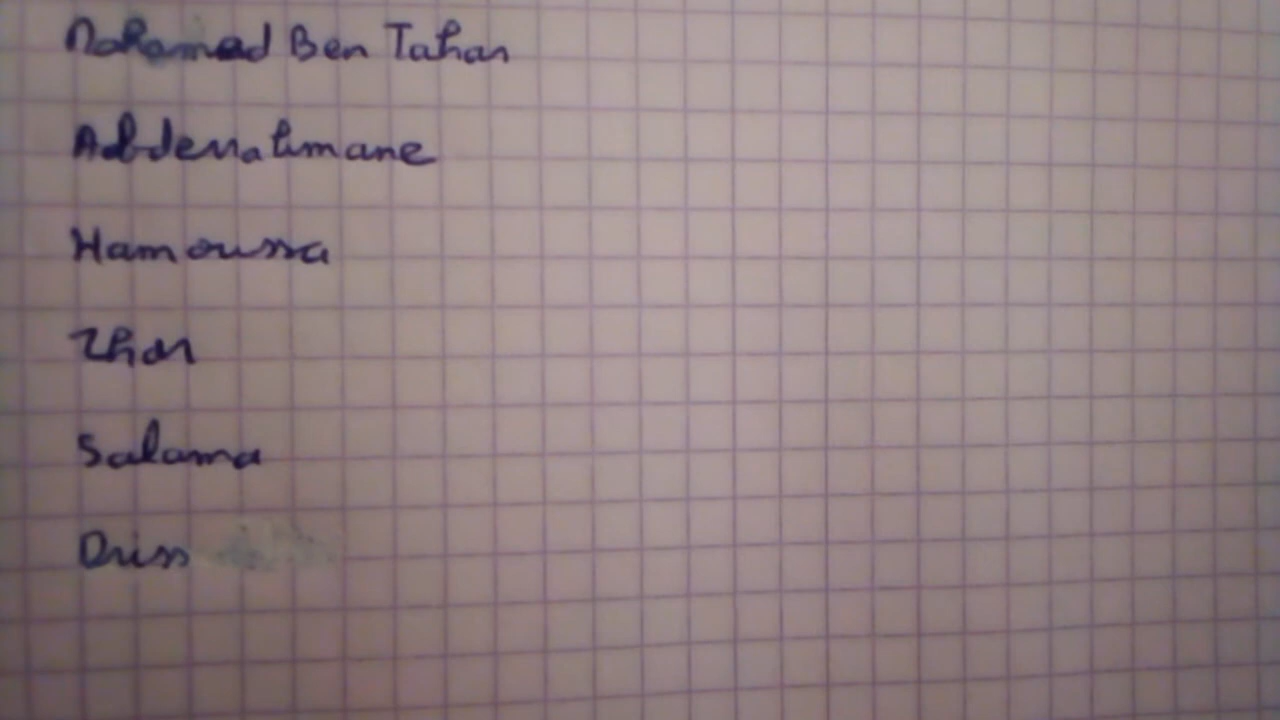 Mohamed Ben Tahar
Abderrahmane
Hamoussa
Zhor
Salama
Driss